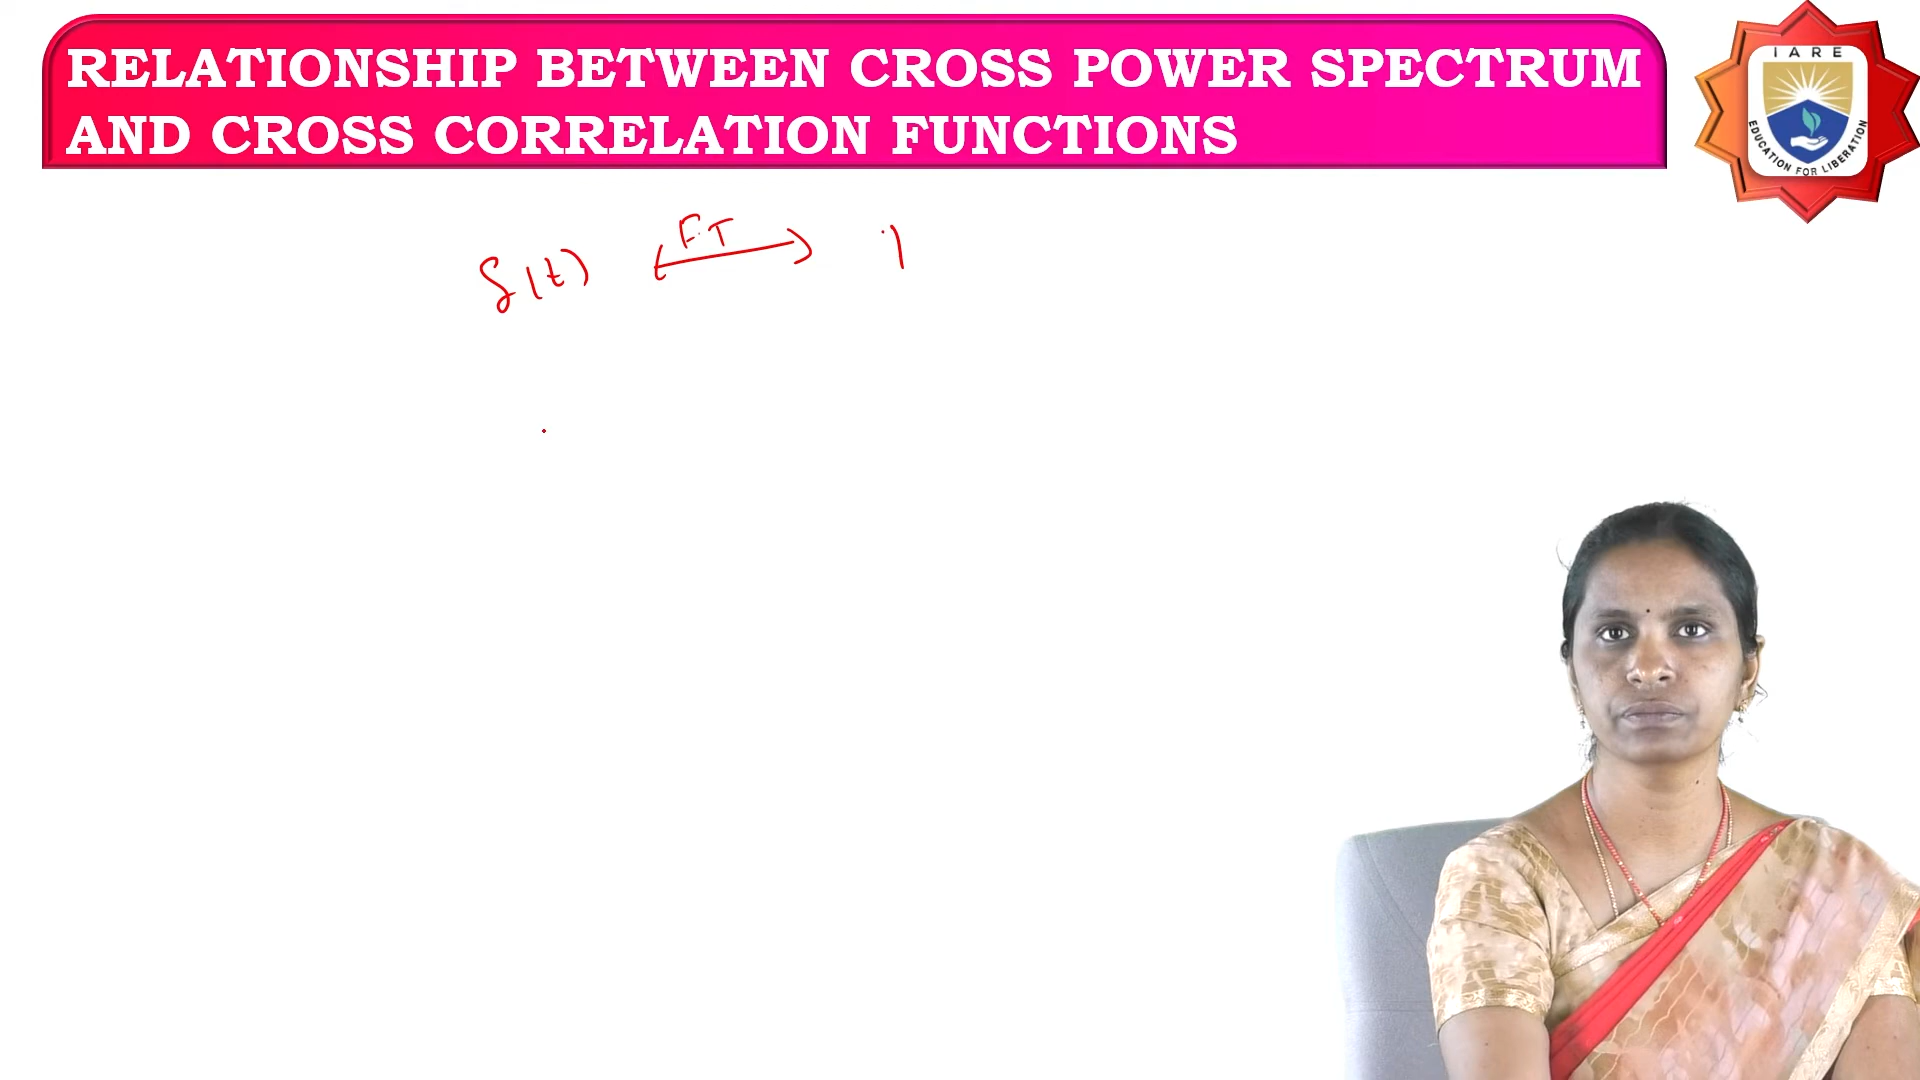 RELATIONSHIP BETWEEN CROSS POWER SPECTRUM
AND CROSS CORRELATION FUNCTIONS
IARE
EDUCATION FOR LIBERATION
δ(t) ⟷ F.T 1